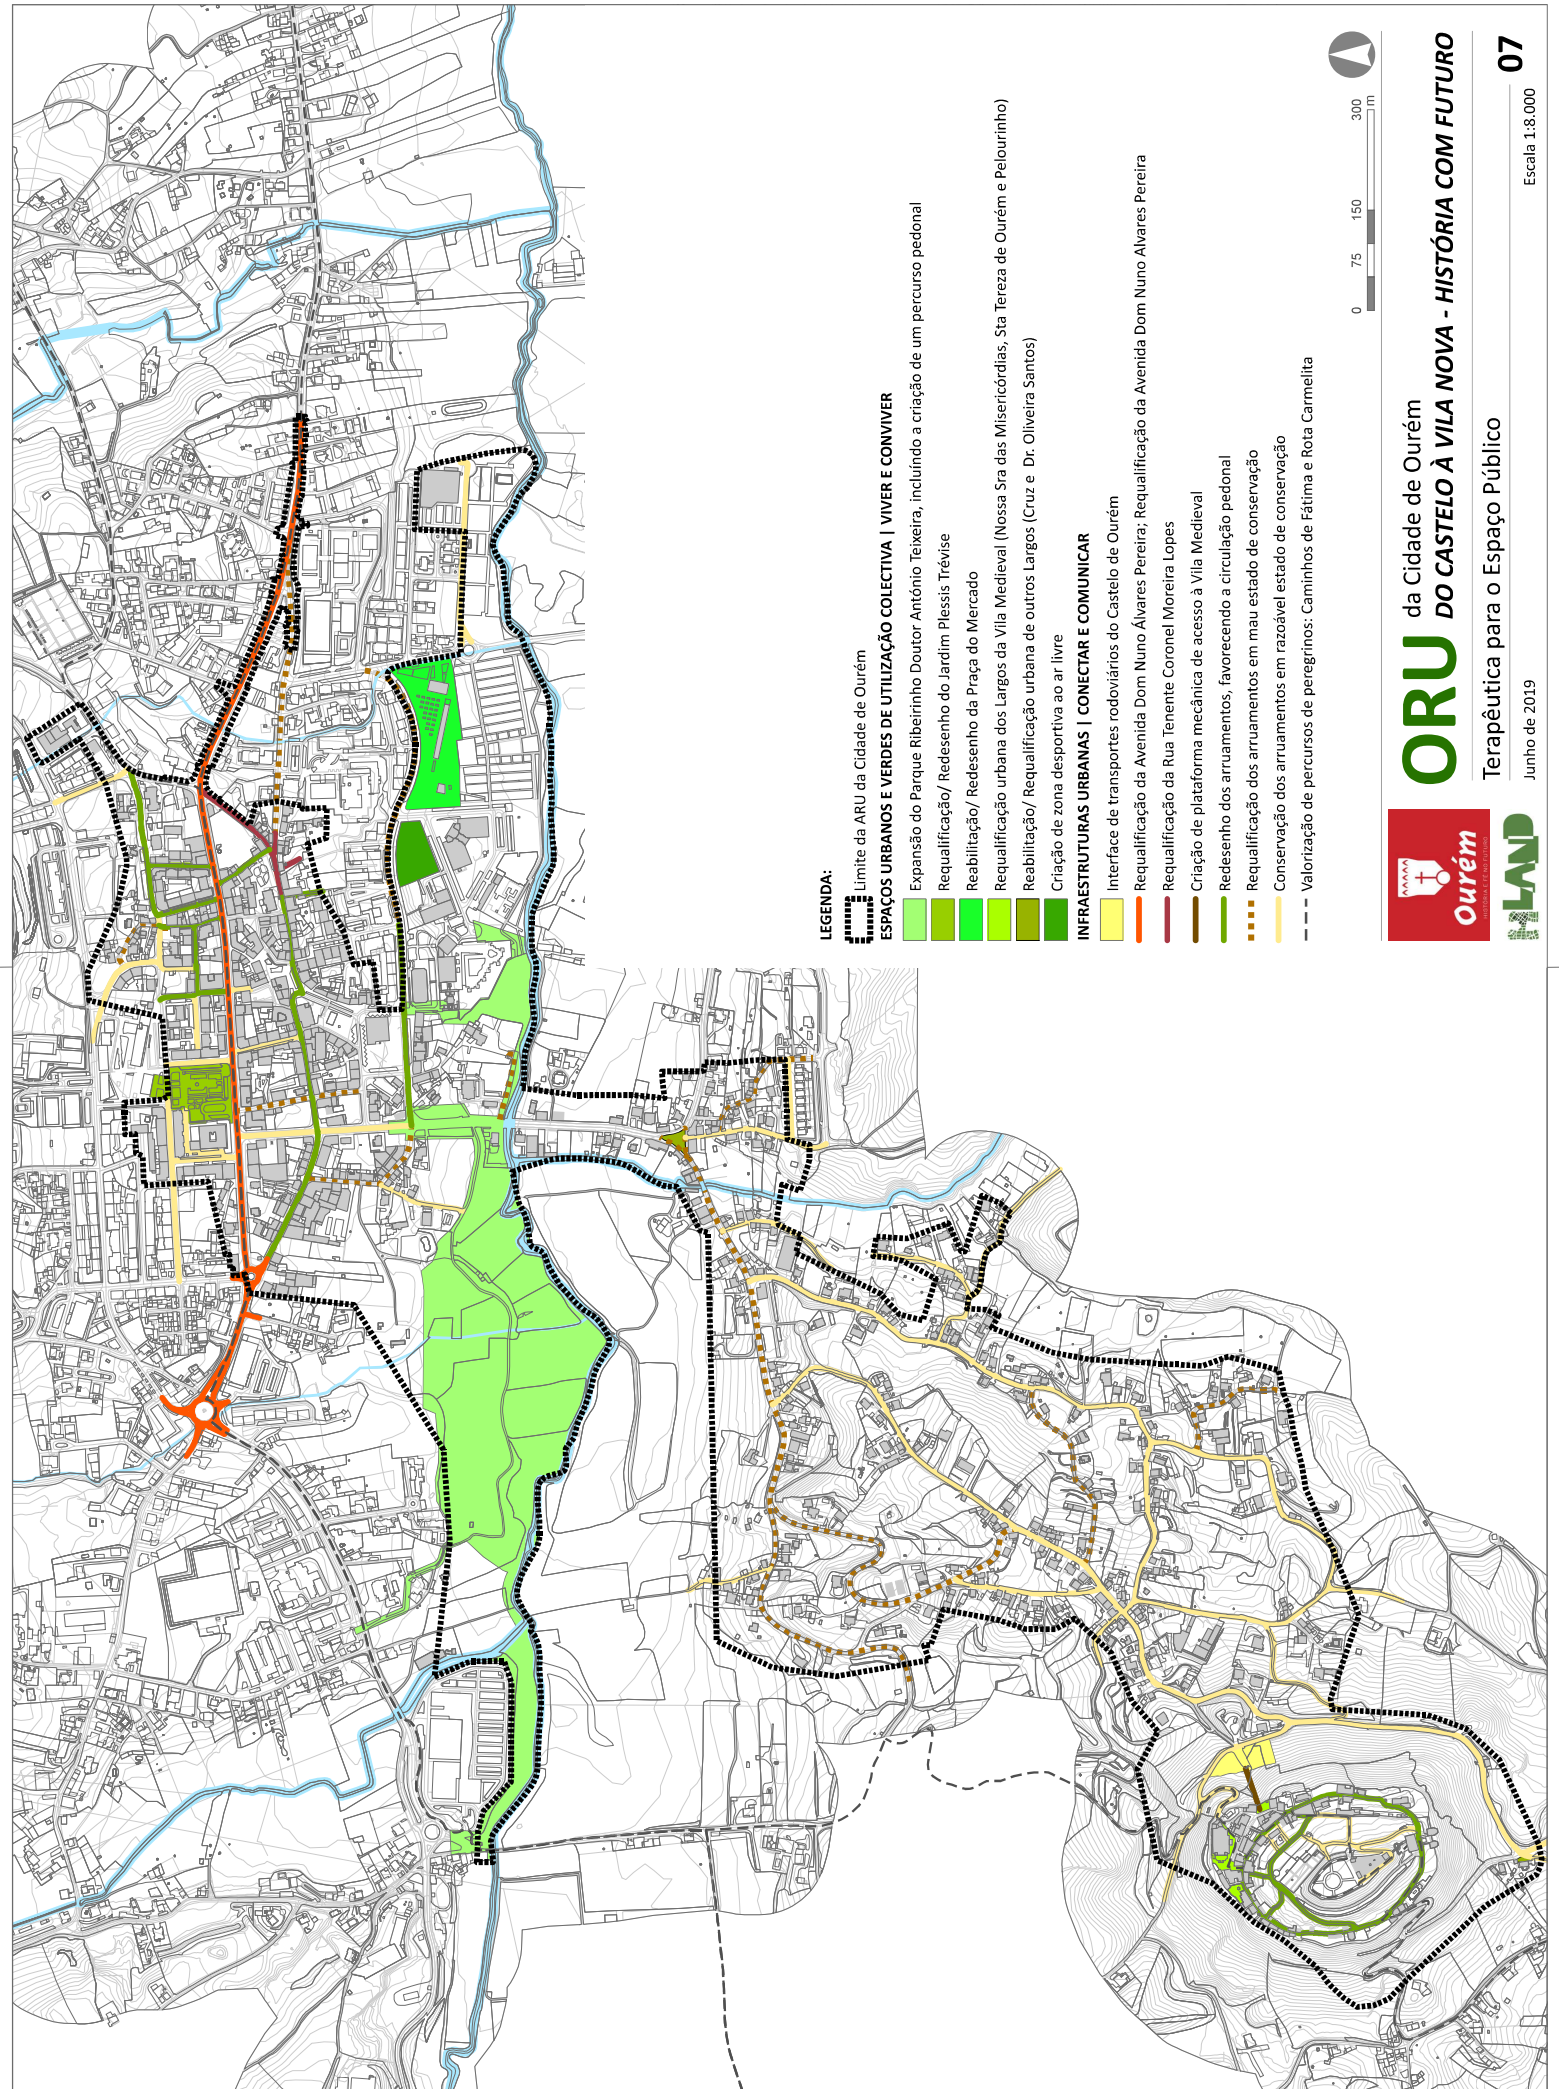 LEGENDA:
Limite da ARU da Cidade de Ourém
ESPAÇOS URBANOS E VERDES DE UTILIZAÇÃO COLECTIVA | VIVER E CONVIVER
Expansão do Parque Ribeirinho Doutor António Teixeira, incluíndo a criação de um percurso pedonal
Requalificação/ Redesenho do Jardim Plessis Trévise
Reabilitação/ Redesenho da Praça do Mercado
Requalificação urbana dos Largos da Vila Medieval (Nossa Sra das Misericórdias, Sta Tereza de Ourém e Pelourinho)
Reabilitação/ Requalificação urbana de outros Largos (Cruz e Dr. Oliveira Santos)
Criação de zona desportiva ao ar livre
INFRAESTRUTURAS URBANAS | CONECTAR E COMUNICAR
Interface de transportes rodoviários do Castelo de Ourém
Requalificação da Avenida Dom Nuno Álvares Pereira; Requalificação da Avenida Dom Nuno Alvares Pereira
Requalificação da Rua Tenente Coronel Moreira Lopes
Criação de plataforma mecânica de acesso à Vila Medieval
Redesenho dos arruamentos, favorecendo a circulação pedonal
Requalificação dos arruamentos em mau estado de conservação
Conservação dos arruamentos em razoável estado de conservação
Valorização de percursos de peregrinos: Caminhos de Fátima e Rota Carmelita
0 75 150 300
m
Ourém
HISTÓRIA E FÉ NO FUTURO
LAND
ORU da Cidade de Ourém
DO CASTELO À VILA NOVA - HISTÓRIA COM FUTURO
Terapêutica para o Espaço Público
07
Junho de 2019
Escala 1:8.000